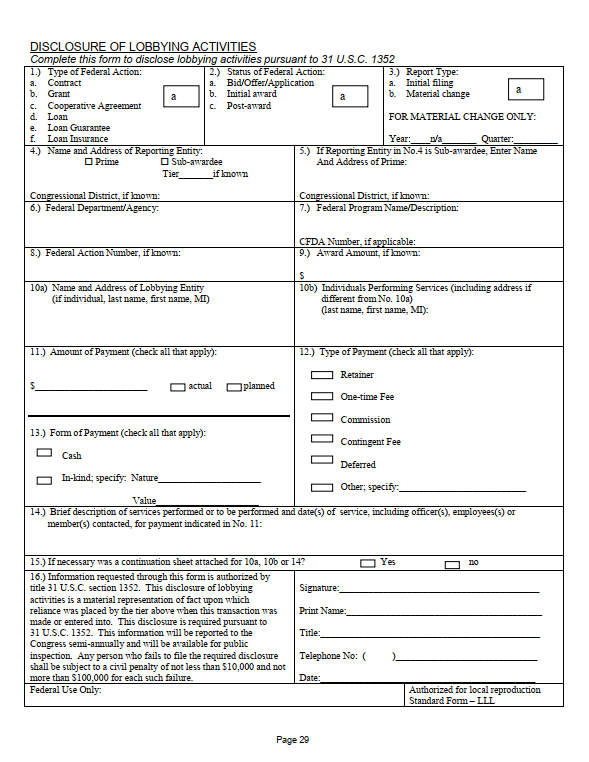 DISCLOSURE OF LOBBYING ACTIVITIES
Complete this form to disclose lobbying activities pursuant to 31 U.S.C. 1352
1.) Type of Federal Action:
a. Contract
b. Grant
c. Cooperative Agreement
d. Loan
e. Loan Guarantee
f. Loan Insurance
a
2.) Status of Federal Action:
a. Bid/Offer/Application
b. Initial award
c. Post-award
a
3.) Report Type:
a. Initial filing
b. Material change
a
FOR MATERIAL CHANGE ONLY:
Year:____n/a_______ Quarter:_________
4.) Name and Address of Reporting Entity:
☐ Prime ☐ Sub-awardee
Tier_______if known
Congressional District, if known:
5.) If Reporting Entity in No.4 is Sub-awardee, Enter Name
And Address of Prime:
Congressional District, if known:
6.) Federal Department/Agency:
7.) Federal Program Name/Description:
CFDA Number, if applicable:
8.) Federal Action Number, if known:
9.) Award Amount, if known:
$
10a) Name and Address of Lobbying Entity
(if individual, last name, first name, MI)
10b) Individuals Performing Services (including address if
different from No. 10a)
(last name, first name, MI):
11.) Amount of Payment (check all that apply):
$_______________________ ☐ actual ☐ planned
12.) Type of Payment (check all that apply):
☐ Retainer
☐ One-time Fee
☐ Commission
☐ Contingent Fee
☐ Deferred
☐ Other; specify:__________________________
13.) Form of Payment (check all that apply):
☐ Cash
☐ In-kind; specify: Nature_____________________
Value_____________________
14.) Brief description of services performed or to be performed and date(s) of service, including officer(s), employees(s) or
member(s) contacted, for payment indicated in No. 11:
15.) If necessary was a continuation sheet attached for 10a, 10b or 14? ☐ Yes ☐ no
16.) Information requested through this form is authorized by
title 31 U.S.C. section 1352. This disclosure of lobbying
activities is a material representation of fact upon which
reliance was placed by the tier above when this transaction was
made or entered into. This disclosure is required pursuant to
31 U.S.C. 1352. This information will be reported to the
Congress semi-annually and will be available for public
inspection. Any person who fails to file the required disclosure
shall be subject to a civil penalty of not less than $10,000 and not
more than $100,000 for each such failure.
Signature:________________________________________
Print Name:_______________________________________
Title:____________________________________________
Telephone No: ( )_____________________________
Date:____________________________________________
Federal Use Only:
Authorized for local reproduction
Standard Form – LLL
Page 29